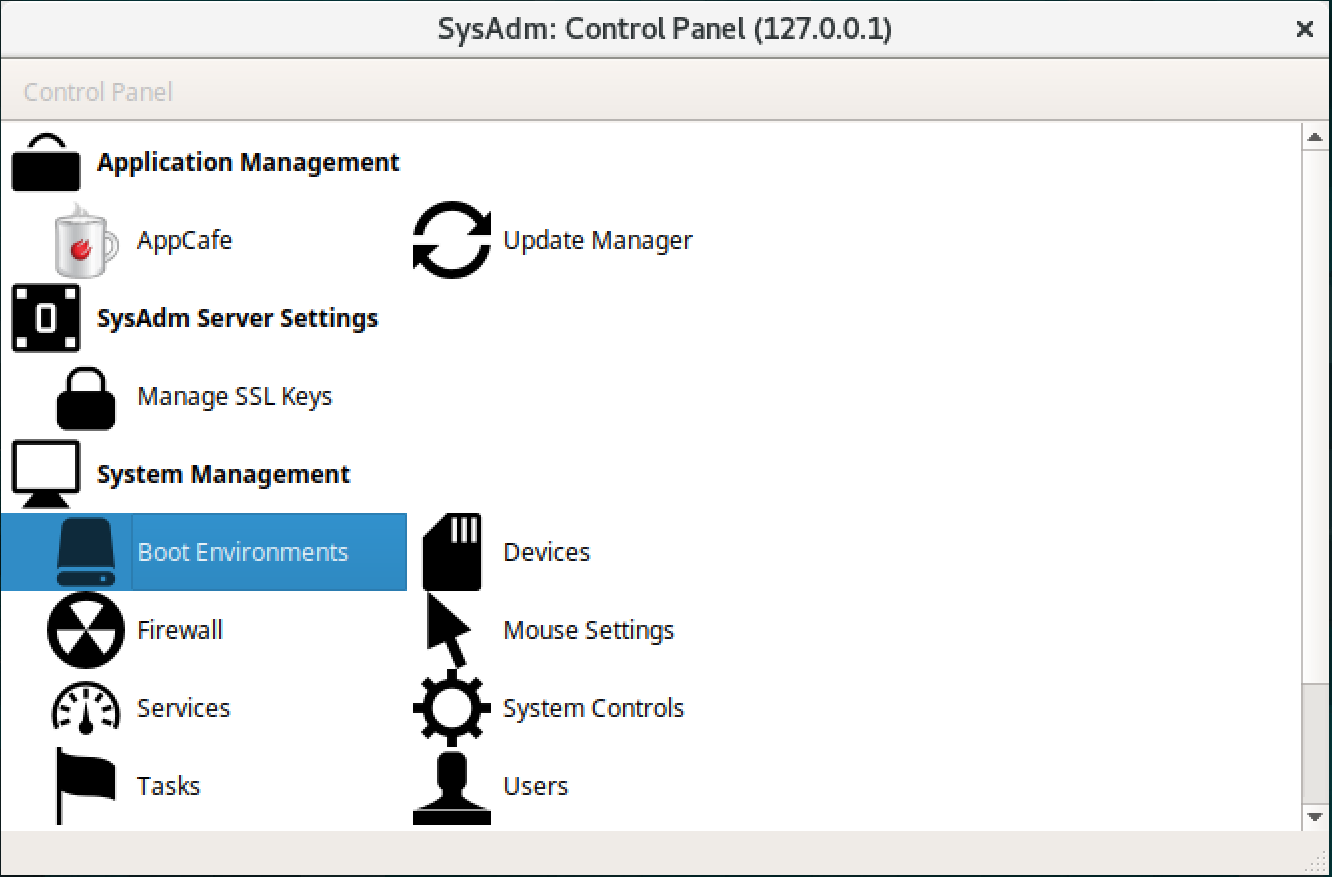 SysAdm: Control Panel (127.0.0.1)
Control Panel
Application Management
AppCafe Update Manager
SysAdm Server Settings
Manage SSL Keys
System Management
Boot Environments Devices
Firewall Mouse Settings
Services System Controls
Tasks Users